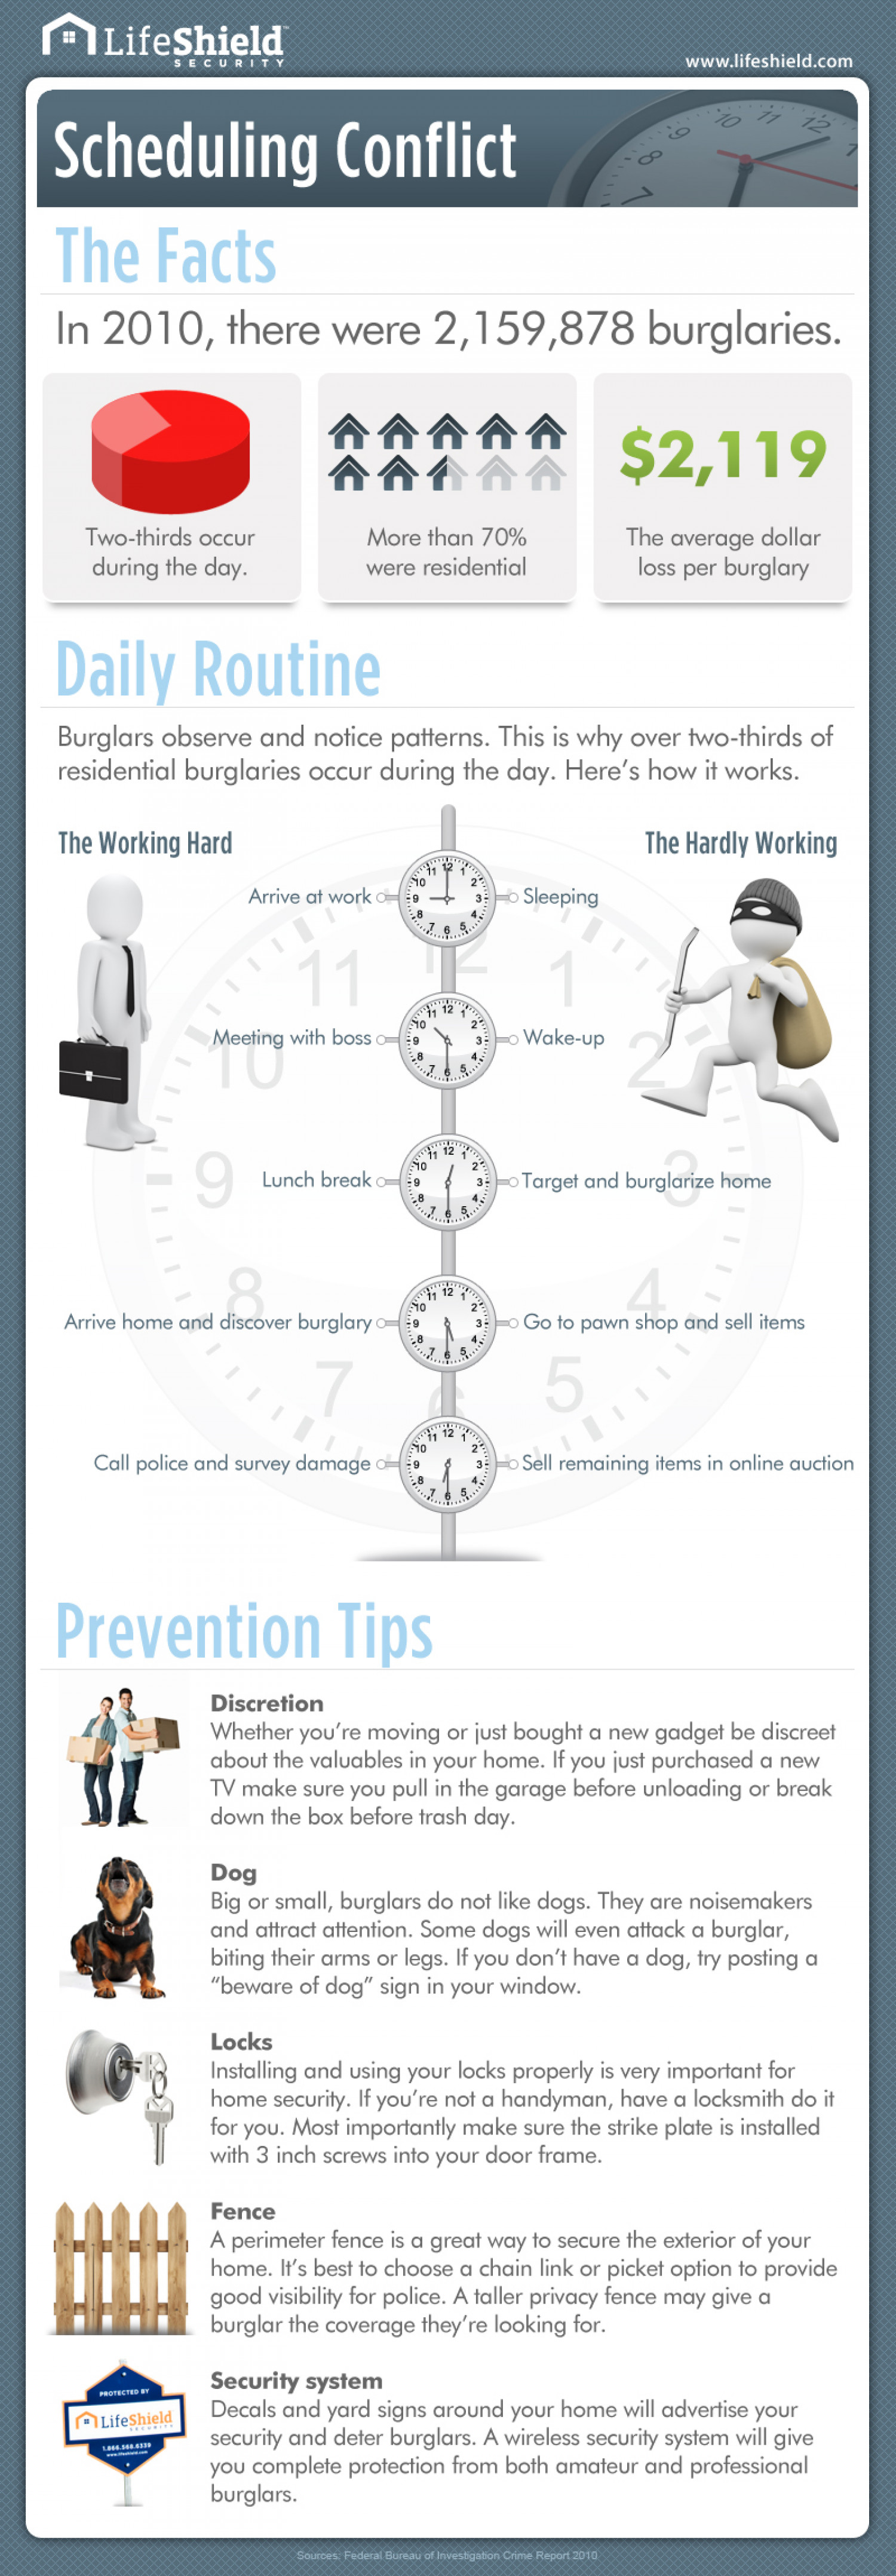 LifeShield
SECURITY
www.lifeshield.com
Scheduling Conflict
The Facts
In 2010, there were 2,159,878 burglaries.
Two-thirds occur
during the day.
More than 70%
were residential
$2,119
The average dollar
loss per burglary
Daily Routine
Burglars observe and notice patterns. This is why over two-thirds of
residential burglaries occur during the day. Here's how it works.
The Working Hard
The Hardly Working
Arrive at work
Sleeping
Meeting with boss
Wake-up
Lunch break
Target and burglarize home
Arrive home and discover burglary
Go to pawn shop and sell items
Call police and survey damage
Sell remaining items in online auction
Prevention Tips
Discretion
Whether you're moving or just bought a new gadget be discreet
about the valuables in your home. If you just purchased a new
TV make sure you pull in the garage before unloading or break
down the box before trash day.
Dog
Big or small, burglars do not like dogs. They are noisemakers
and attract attention. Some dogs will even attack a burglar,
biting their arms or legs. If you don't have a dog, try posting a
"beware of dog" sign in your window.
Locks
Installing and using your locks properly is very important for
home security. If you're not a handyman, have a locksmith do it
for you. Most importantly make sure the strike plate is installed
with 3 inch screws into your door frame.
Fence
A perimeter fence is a great way to secure the exterior of your
home. It's best to choose a chain link or picket option to provide
good visibility for police. A taller privacy fence may give a
burglar the coverage they're looking for.
PROTECTED BY
LifeShield
SECURITY
1.866.568.6339
www.lifeshield.com
Security system
Decals and yard signs around your home will advertise your
security and deter burglars. A wireless security system will give
you complete protection from both amateur and professional
burglars.
Sources: Federal Bureau of Investigation Crime Report 2010